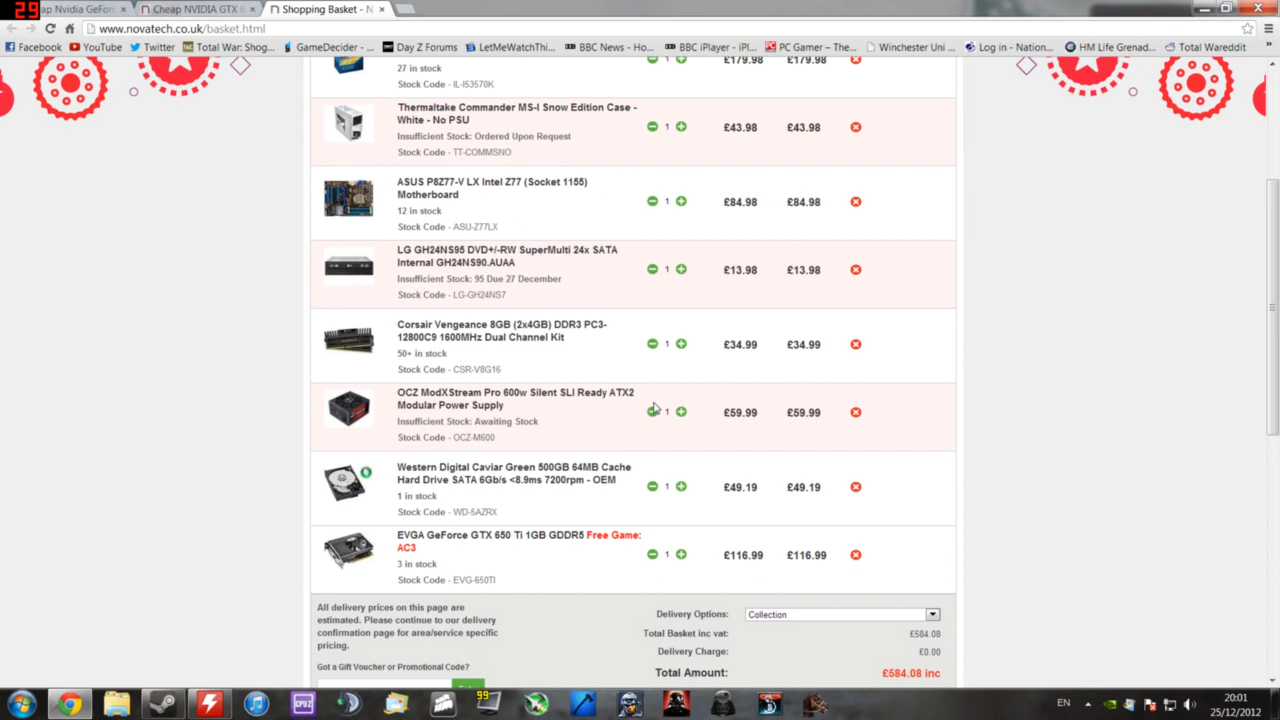 29
ap Nvidia GeFor
Cheap NVIDIA GTX 6
Shopping Basket - N
www.novatech.co.uk/basket.html
Facebook
YouTube
Twitter
Total War: Shog...
GameDecider - ...
Day Z Forums
LetMeWatchThi...
BBC News - Ho...
BBC iPlayer - iPl...
PC Gamer – The...
Winchester Uni ...
Log in - Nation...
HM Life Grenad...
Total Wareddit
27 in stock
£179.98
£179.98
Stock Code - IL-I53570K
Thermaltake Commander MS-I Snow Edition Case -
White - No PSU
Insufficient Stock: Ordered Upon Request
Stock Code - TT-COMMSNO
1
£43.98
£43.98
ASUS P8Z77-V LX Intel Z77 (Socket 1155)
Motherboard
12 in stock
Stock Code - ASU-Z77LX
1
£84.98
£84.98
LG GH24NS95 DVD+/-RW SuperMulti 24x SATA
Internal GH24NS90.AUAA
Insufficient Stock: 95 Due 27 December
Stock Code - LG-GH24NS7
1
£13.98
£13.98
Corsair Vengeance 8GB (2x4GB) DDR3 PC3-
12800C9 1600MHz Dual Channel Kit
50+ in stock
Stock Code - CSR-V8G16
1
£34.99
£34.99
OCZ ModXStream Pro 600w Silent SLI Ready ATX2
Modular Power Supply
Insufficient Stock: Awaiting Stock
Stock Code - OCZ-M600
1
£59.99
£59.99
Western Digital Caviar Green 500GB 64MB Cache
Hard Drive SATA 6Gb/s <8.9ms 7200rpm - OEM
1 in stock
Stock Code - WD-5AZRX
1
£49.19
£49.19
EVGA GeForce GTX 650 Ti 1GB GDDR5 Free Game:
AC3
3 in stock
Stock Code - EVG-650TI
1
£116.99
£116.99
All delivery prices on this page are
estimated. Please continue to our delivery
confirmation page for area/service specific
pricing.
Got a Gift Voucher or Promotional Code?
Delivery Options:
Collection
Total Basket inc vat:
£584.08
Delivery Charge:
£0.00
Total Amount:
£584.08 inc
CPUZ
99
EN
20:01
25/12/2012